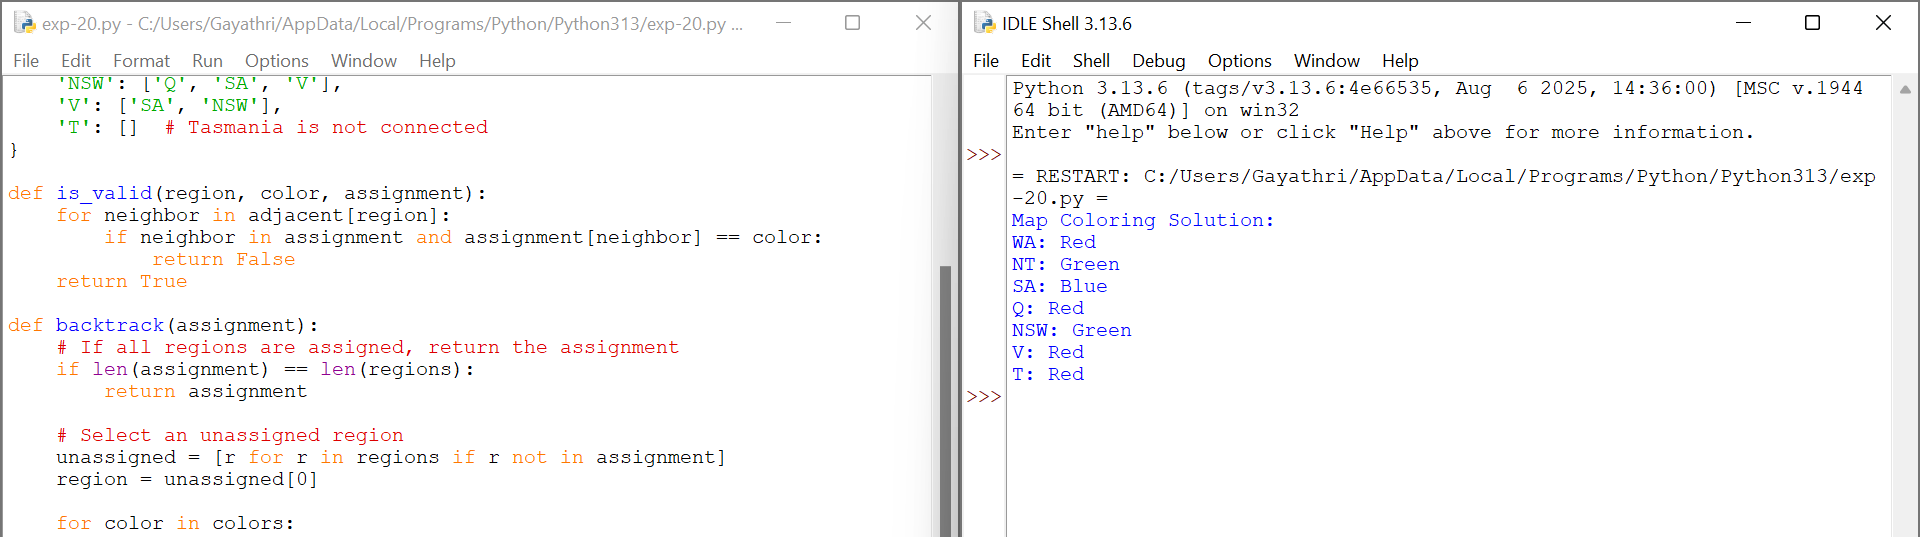 exp-20.py - C:/Users/Gayathri/AppData/Local/Programs/Python/Python313/exp-20.py ...
File Edit Format Run Options Window Help
    'NSW': ['Q', 'SA', 'V'],
    'V': ['SA', 'NSW'],
    'T': []  # Tasmania is not connected
}
def is_valid(region, color, assignment):
    for neighbor in adjacent[region]:
        if neighbor in assignment and assignment[neighbor] == color:
            return False
    return True
def backtrack(assignment):
    # If all regions are assigned, return the assignment
    if len(assignment) == len(regions):
        return assignment
    # Select an unassigned region
    unassigned = [r for r in regions if r not in assignment]
    region = unassigned[0]
    for color in colors:
IDLE Shell 3.13.6
File Edit Shell Debug Options Window Help
Python 3.13.6 (tags/v3.13.6:4e66535, Aug  6 2025, 14:36:00) [MSC v.1944
64 bit (AMD64)] on win32
Enter "help" below or click "Help" above for more information.
>>>
= RESTART: C:/Users/Gayathri/AppData/Local/Programs/Python/Python313/exp
-20.py =
Map Coloring Solution:
WA: Red
NT: Green
SA: Blue
Q: Red
NSW: Green
V: Red
T: Red
>>>